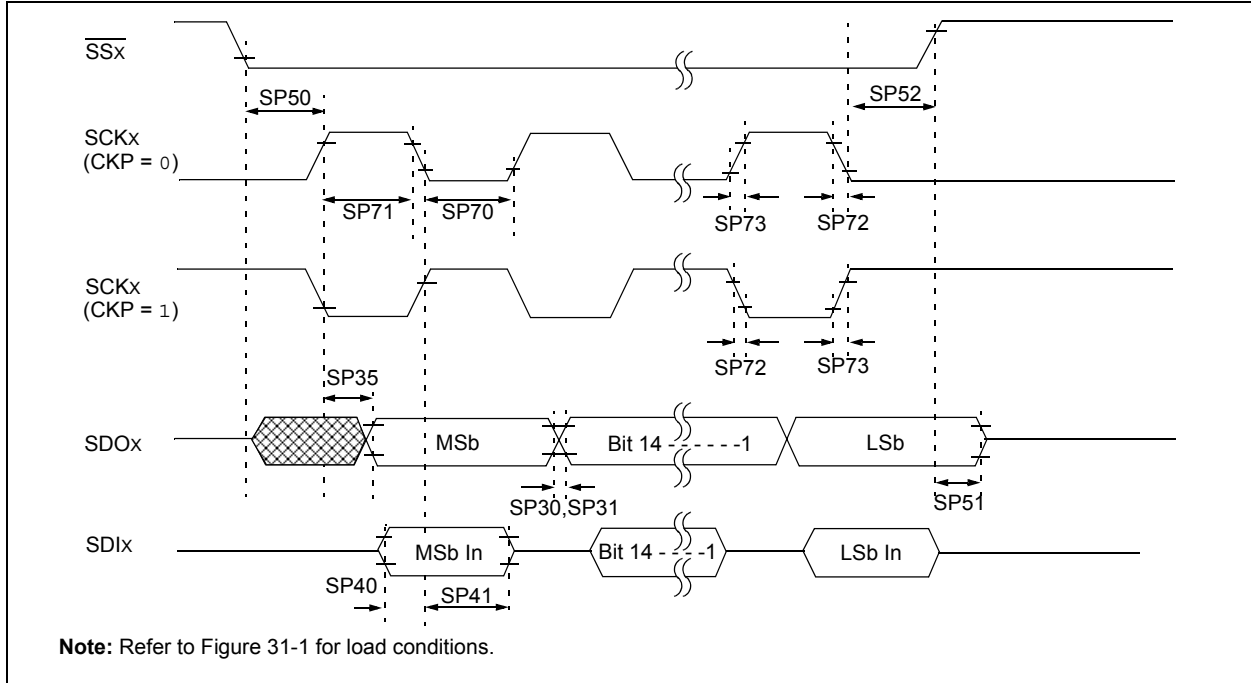 SSx
SP50
SP52
SCKx
(CKP = 0)
SP71
SP70
SP73
SP72
SCKx
(CKP = 1)
SP72
SP73
SP35
SDOx
MSb
Bit 14 - - - - - -1
LSb
SP30,SP31
SP51
SDIx
MSb In
Bit 14 - - - -1
LSb In
SP40
SP41
Note: Refer to Figure 31-1 for load conditions.